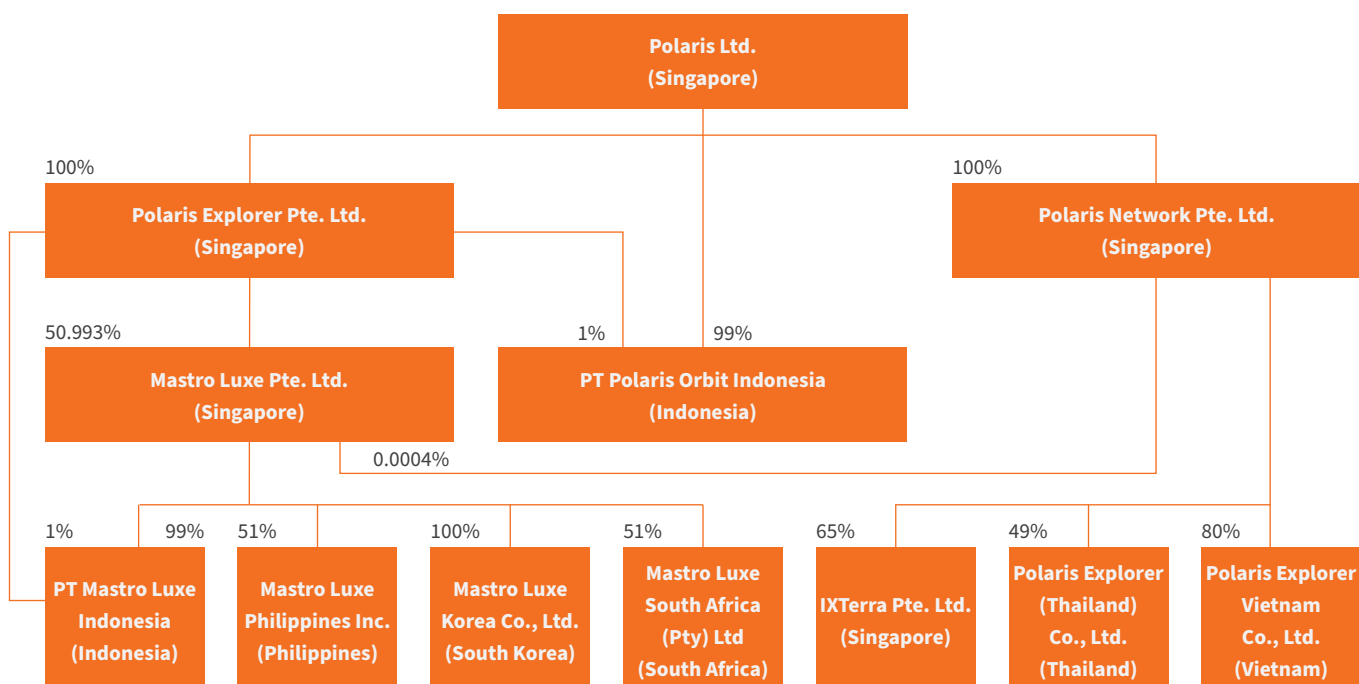 Polaris Ltd.
(Singapore)
100%
100%
Polaris Explorer Pte. Ltd.
(Singapore)
Polaris Network Pte. Ltd.
(Singapore)
50.993%
1%
99%
Mastro Luxe Pte. Ltd.
(Singapore)
PT Polaris Orbit Indonesia
(Indonesia)
0.0004%
1%
99%
51%
100%
51%
65%
49%
80%
PT Mastro Luxe
Indonesia
(Indonesia)
Mastro Luxe
Philippines Inc.
(Philippines)
Mastro Luxe
Korea Co., Ltd.
(South Korea)
Mastro Luxe
South Africa
(Pty) Ltd
(South Africa)
IXTerra Pte. Ltd.
(Singapore)
Polaris Explorer
(Thailand)
Co., Ltd.
(Thailand)
Polaris Explorer
Vietnam
Co., Ltd.
(Vietnam)